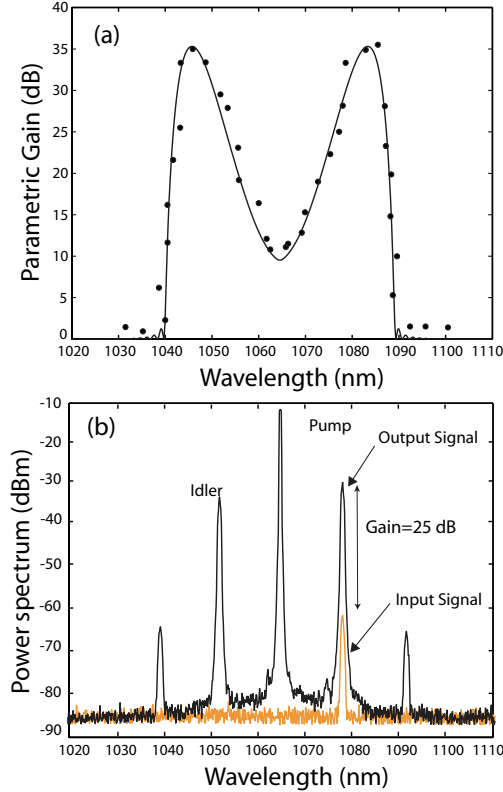 (a)
Parametric Gain (dB)
40
35
30
25
20
15
10
5
0
1020 1030 1040 1050 1060 1070 1080 1090 1100 1110
Wavelength (nm)
(b)
Power spectrum (dBm)
-10
-20
-30
-40
-50
-60
-70
-80
-90
Pump
Output Signal
Idler
Gain=25 dB
Input Signal
1020 1030 1040 1050 1060 1070 1080 1090 1100 1110
Wavelength (nm)